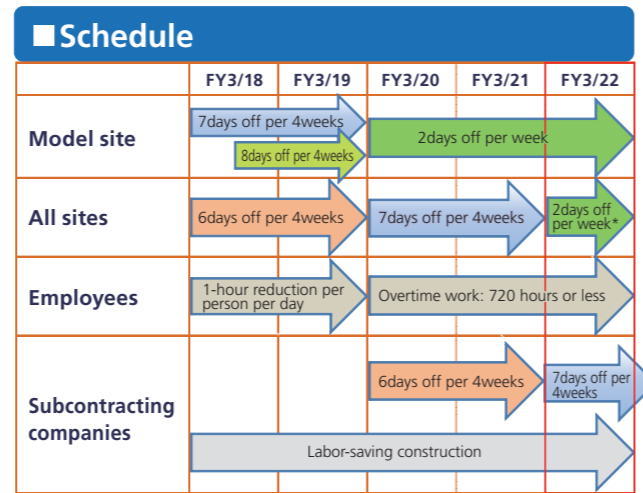 ■Schedule
FY3/18 FY3/19 FY3/20 FY3/21 FY3/22
Model site
7days off per 4weeks
8days off per 4weeks
2days off per week
All sites
6days off per 4weeks
7days off per 4weeks
2days off
per week*
Employees
1-hour reduction per
person per day
Overtime work: 720 hours or less
Subcontracting
companies
6days off per 4weeks
7days off per
4weeks
Labor-saving construction